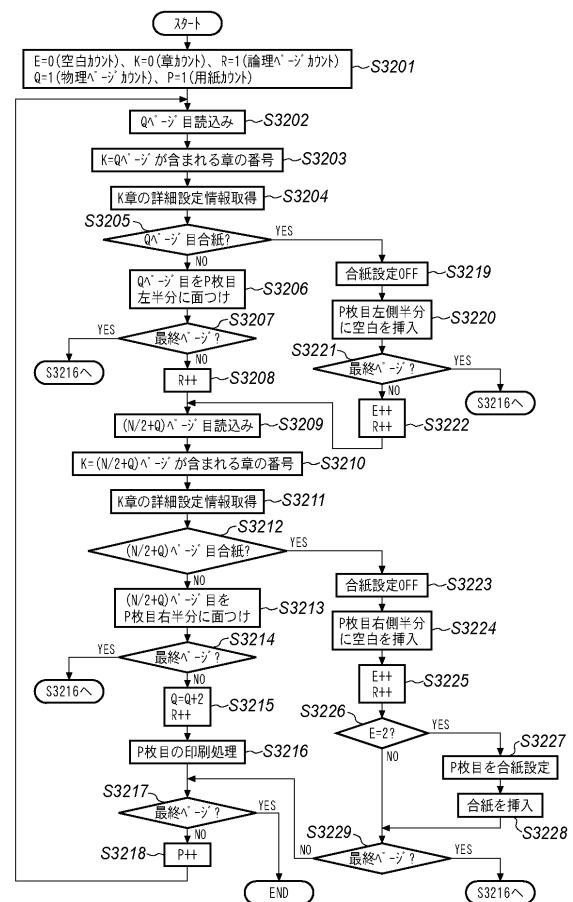 スタート
E=0(空白カウント)、K=0(章カウント)、R=1(論理ページカウント)
Q=1(物理ページカウント)、P=1(用紙カウント)
S3201
Qページ目読込み
S3202
K=Qページが含まれる章の番号
S3203
K章の詳細設定情報取得
S3204
S3205
Qページ目合紙?
YES
NO
Qページ目をP枚目
左半分に面つけ
S3206
合紙設定OFF
S3219
P枚目左側半分
に空白を挿入
S3220
S3207
最終ページ?
YES
NO
S3216へ
S3221
最終ページ?
YES
NO
S3216へ
R++
S3208
E++
R++
S3222
(N/2+Q)ページ目読込み
S3209
K=(N/2+Q)ページが含まれる章の番号
S3210
K章の詳細設定情報取得
S3211
S3212
(N/2+Q)ページ目合紙?
YES
NO
(N/2+Q)ページ目を
P枚目右半分に面つけ
S3213
合紙設定OFF
S3223
P枚目右側半分
に空白を挿入
S3224
S3214
最終ページ?
YES
NO
S3216へ
E++
R++
S3225
Q=Q+2
R++
S3215
S3226
E=2?
YES
NO
P枚目の印刷処理
S3216
S3227
P枚目を合紙設定
合紙を挿入
S3228
S3217
最終ページ?
YES
NO
S3218
P++
S3229
最終ページ?
NO
YES
END
S3216へ